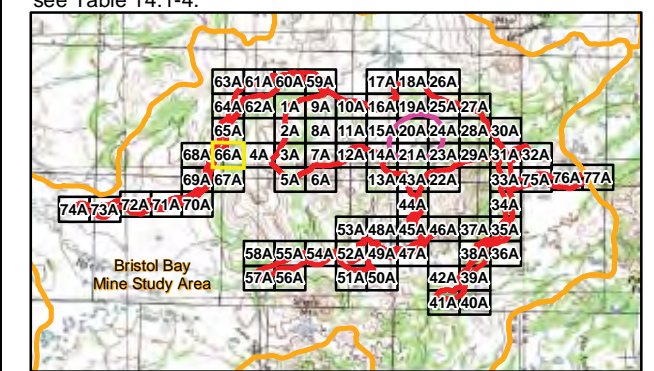 see Table 14.1-4.
63A 61A 60A 59A 17A 18A 26A
64A 62A 1A 9A 10A 16A 19A 25A 27A
65A 2A 8A 11A 15A 20A 24A 28A 30A
68A 66A 4A 3A 7A 12A 14A 21A 23A 29A 31A 32A
69A 67A 5A 6A 13A 43A 22A 33A 75A 76A 77A
74A 73A 72A 71A 70A 44A 34A
53A 48A 45A 46A 37A 35A
58A 55A 54A 52A 49A 47A 38A 36A
57A 56A 51A 50A 42A 39A
41A 40A
Bristol Bay
Mine Study Area